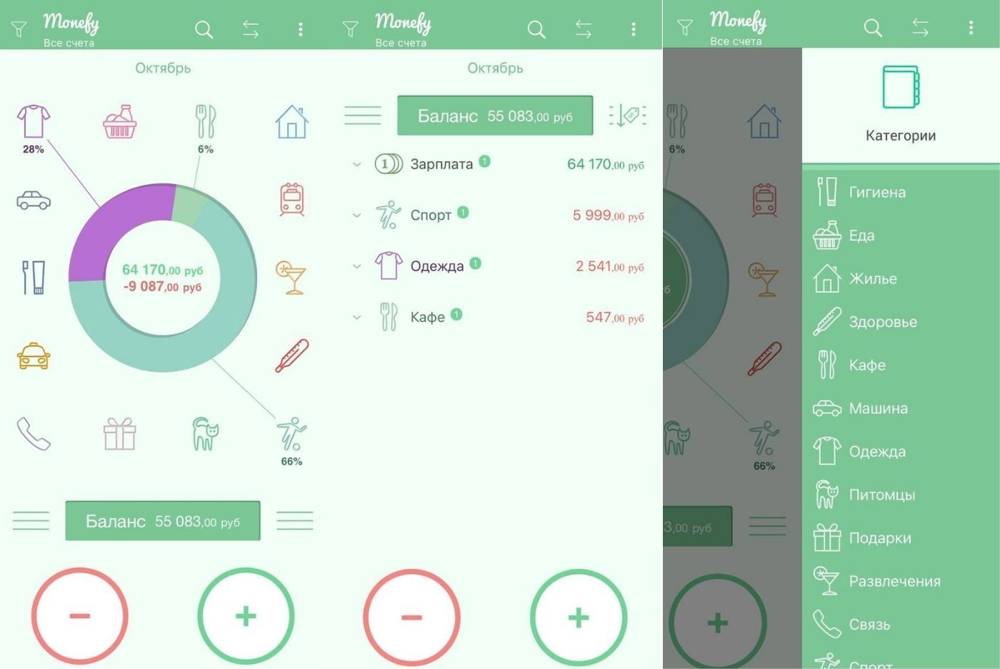 Monefy
Все счета
Октябрь
28%
6%
64 170,00 руб
-9 087,00 руб
66%
Баланс 55 083,00 руб
Monefy
Все счета
Октябрь
Баланс 55 083,00 руб
Зарплата 1 64 170,00 руб
Спорт 1 5 999,00 руб
Одежда 1 2 541,00 руб
Кафе 1 547,00 руб
Monefy
Все счета
6%
66%
3,00 руб
Категории
Гигиена
Еда
Жилье
Здоровье
Кафе
Машина
Одежда
Питомцы
Подарки
Развлечения
Связь
Спорт